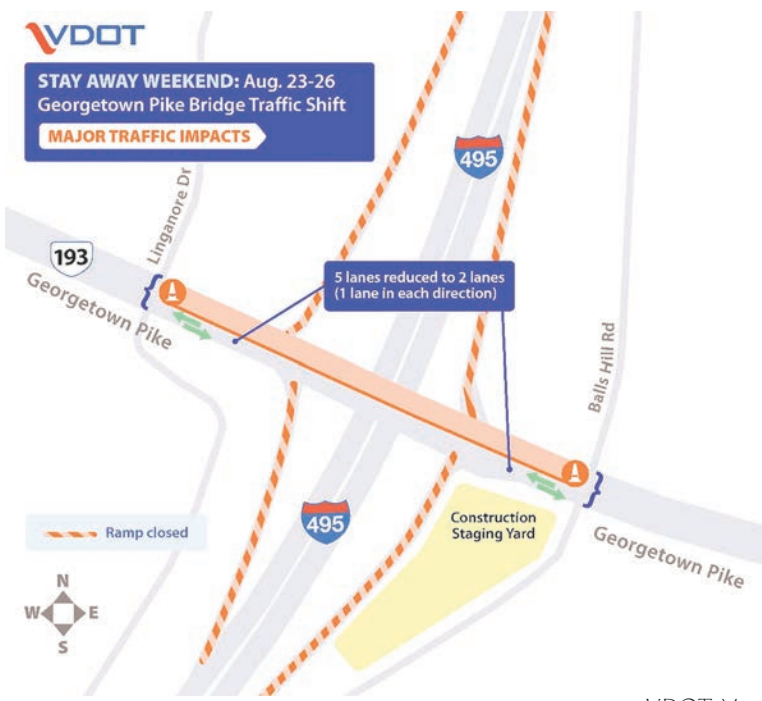 VDOT
STAY AWAY WEEKEND: Aug. 23-26
Georgetown Pike Bridge Traffic Shift
MAJOR TRAFFIC IMPACTS
495
Linganore Dr
193
5 lanes reduced to 2 lanes
(1 lane in each direction)
Georgetown Pike
Balls Hill Rd
495
Construction
Staging Yard
Ramp closed
Georgetown Pike
N
W E
S